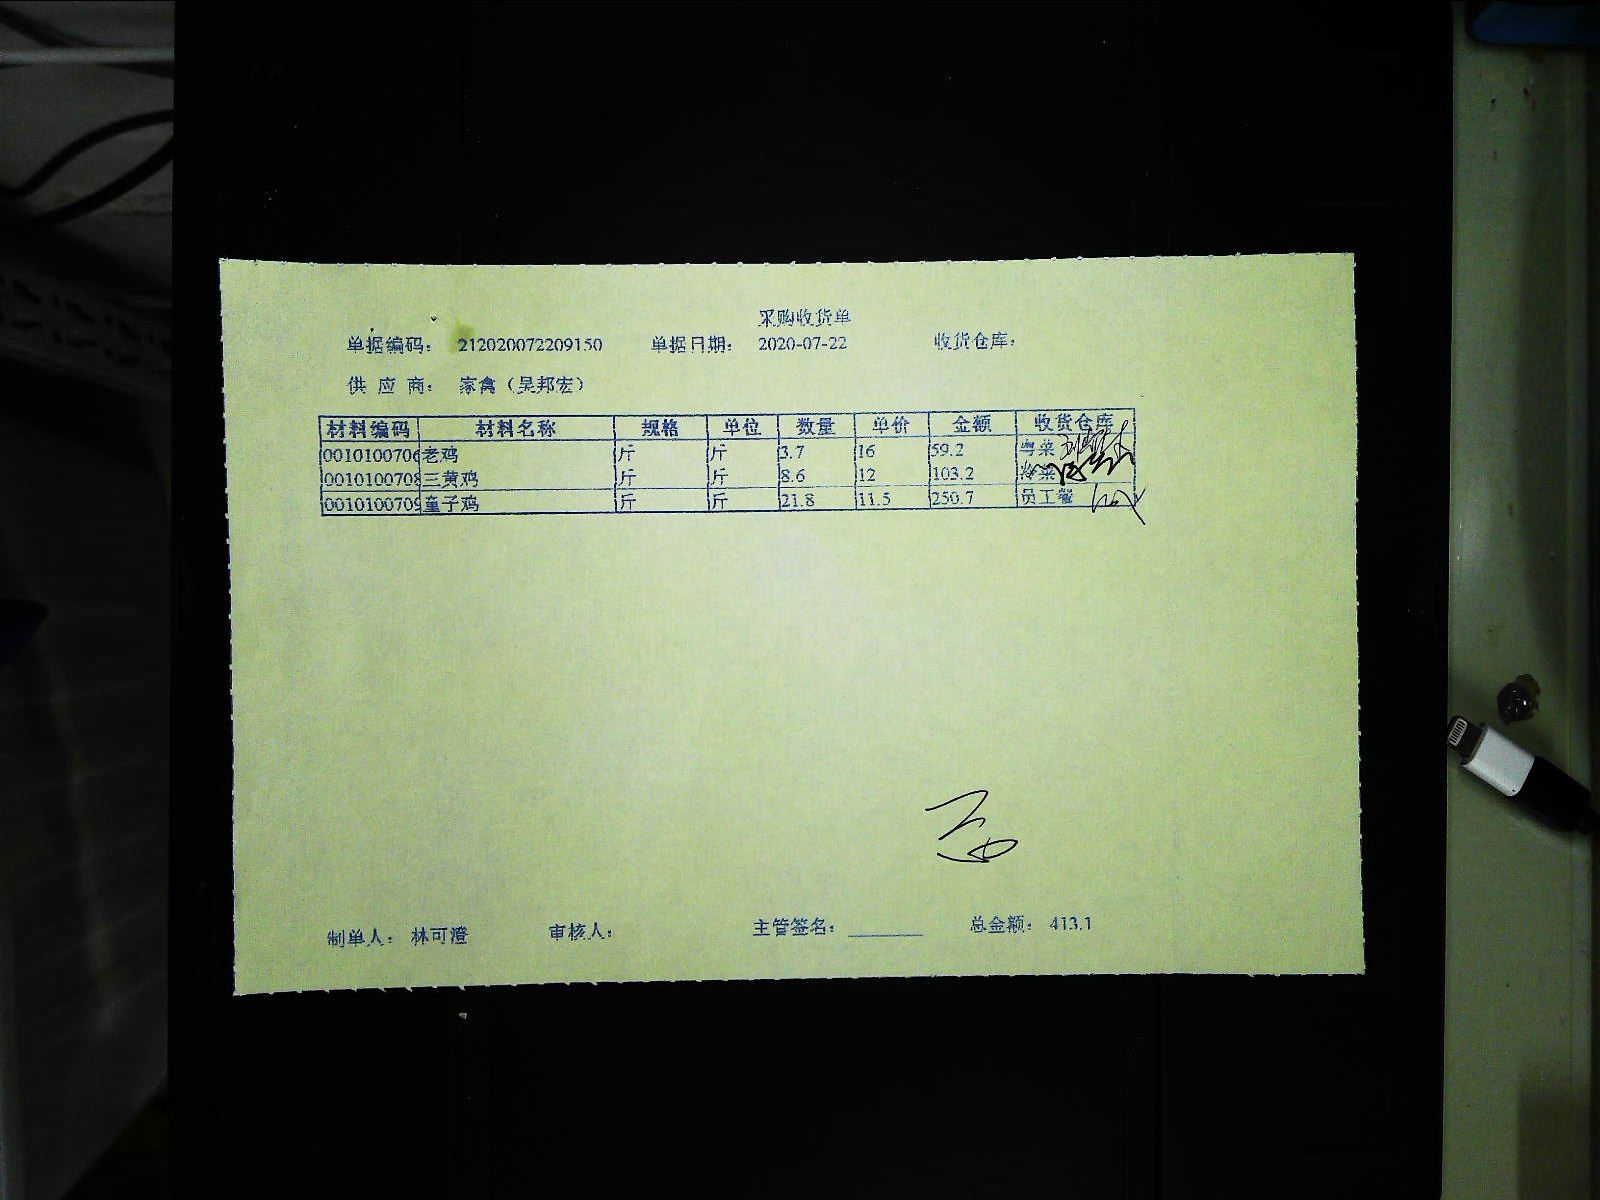 采购收货单
单据编码： 212020072209150 单据日期： 2020-07-22 收货仓库：
供 应 商： 家禽（吴邦宏）
材料编码 材料名称 规格 单位 数量 单价 金额 收货仓库
0010100706 老鸡 斤 斤 3.7 16 59.2 粤菜
0010100708 三黄鸡 斤 斤 8.6 12 103.2 冷菜
0010100709 童子鸡 斤 斤 21.8 11.5 250.7 员工餐
制单人： 林可澄 审核人： 主管签名： 总金额： 413.1